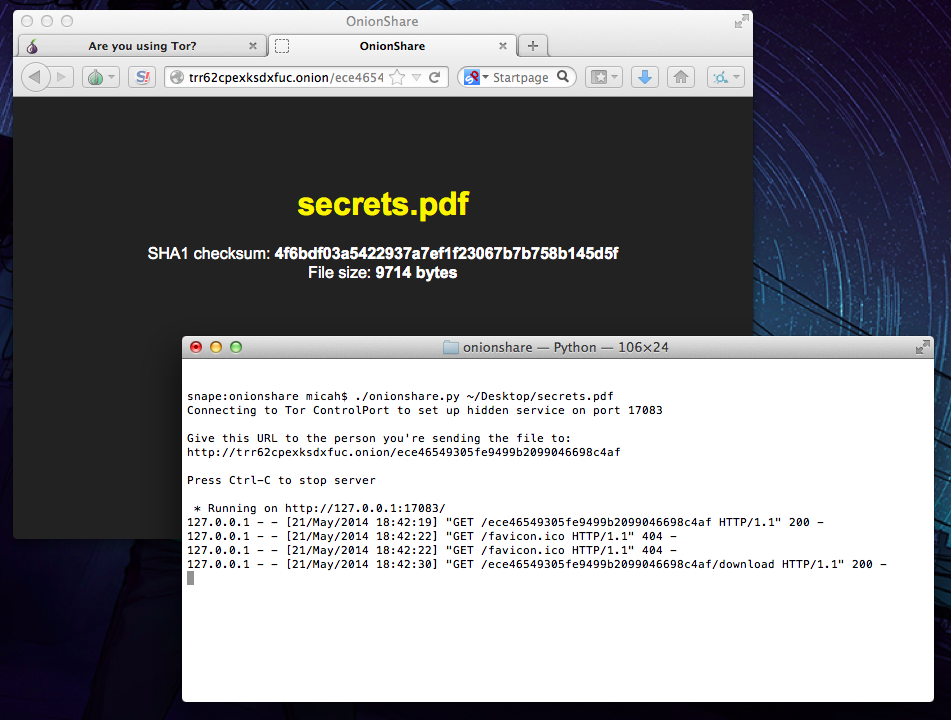 OnionShare
Are you using Tor?
OnionShare
trr62cpexksdxfuc.onion/ece4654
Startpage
secrets.pdf
SHA1 checksum: 4f6bdf03a5422937a7ef1f23067b7b758b145d5f
File size: 9714 bytes
onionshare — Python — 106×24
snape:onionshare micah$ ./onionshare.py ~/Desktop/secrets.pdf
Connecting to Tor ControlPort to set up hidden service on port 17083
Give this URL to the person you're sending the file to:
http://trr62cpexksdxfuc.onion/ece46549305fe9499b2099046698c4af
Press Ctrl-C to stop server
* Running on http://127.0.0.1:17083/
127.0.0.1 - - [21/May/2014 18:42:19] "GET /ece46549305fe9499b2099046698c4af HTTP/1.1" 200 -
127.0.0.1 - - [21/May/2014 18:42:22] "GET /favicon.ico HTTP/1.1" 404 -
127.0.0.1 - - [21/May/2014 18:42:22] "GET /favicon.ico HTTP/1.1" 404 -
127.0.0.1 - - [21/May/2014 18:42:30] "GET /ece46549305fe9499b2099046698c4af/download HTTP/1.1" 200 -